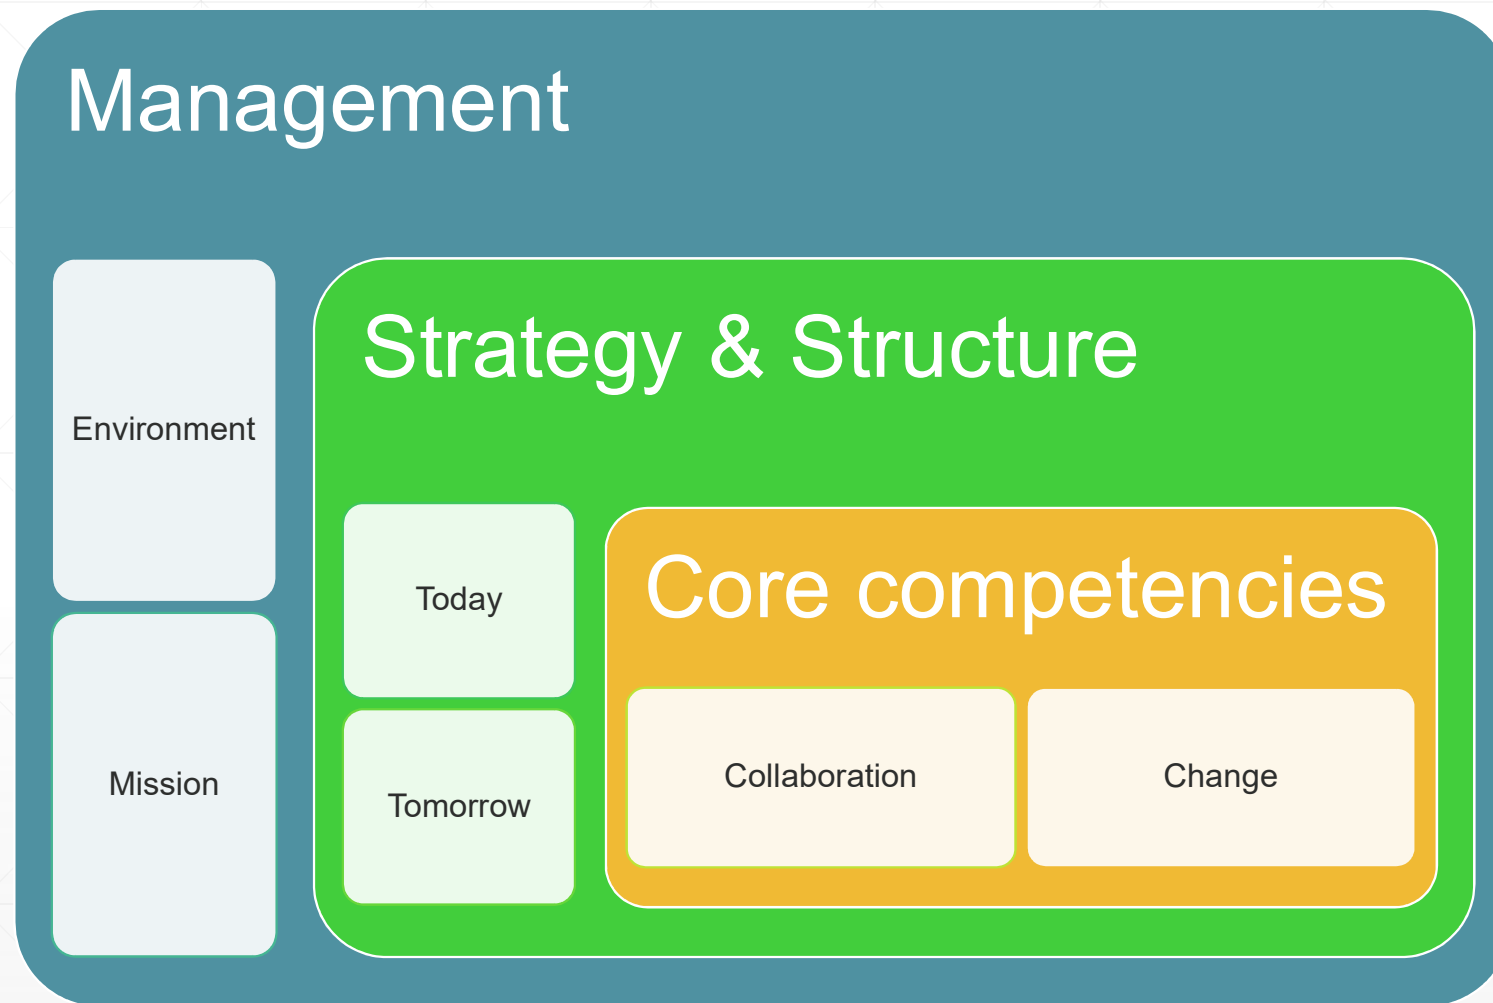 Management
Environment
Mission
Strategy & Structure
Today
Tomorrow
Core competencies
Collaboration
Change